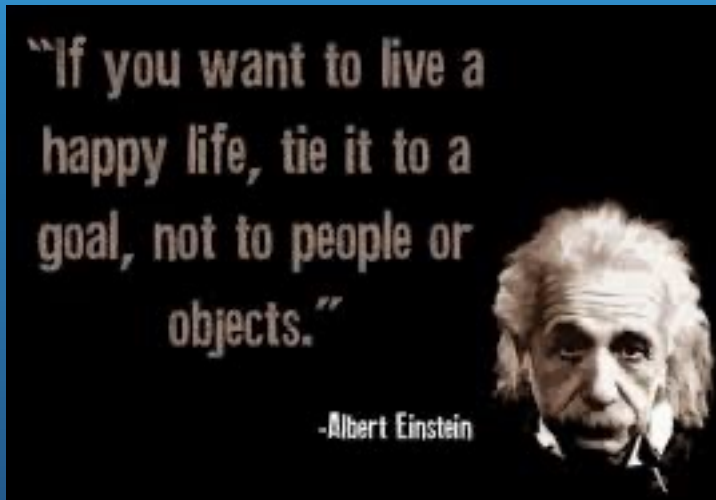 “If you want to live a
happy life, tie it to a
goal, not to people or
objects.”
-Albert Einstein